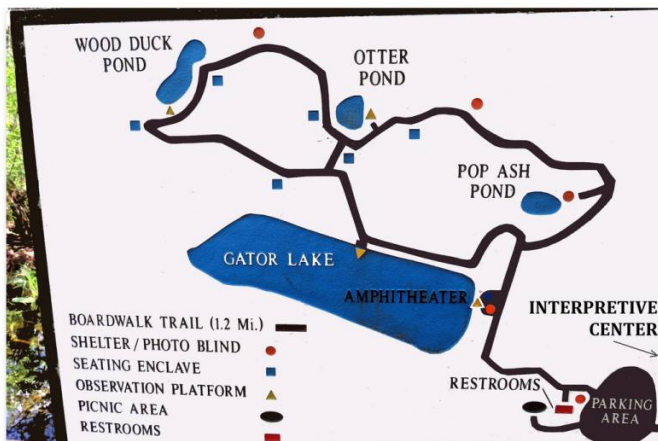 WOOD DUCK
POND
OTTER
POND
POP ASH
POND
GATOR LAKE
AMPHITHEATER
INTERPRETIVE
CENTER
BOARDWALK TRAIL (1.2 Mi.)
SHELTER/PHOTO BLIND
SEATING ENCLAVE
OBSERVATION PLATFORM
PICNIC AREA
RESTROOMS
RESTROOMS
PARKING
AREA